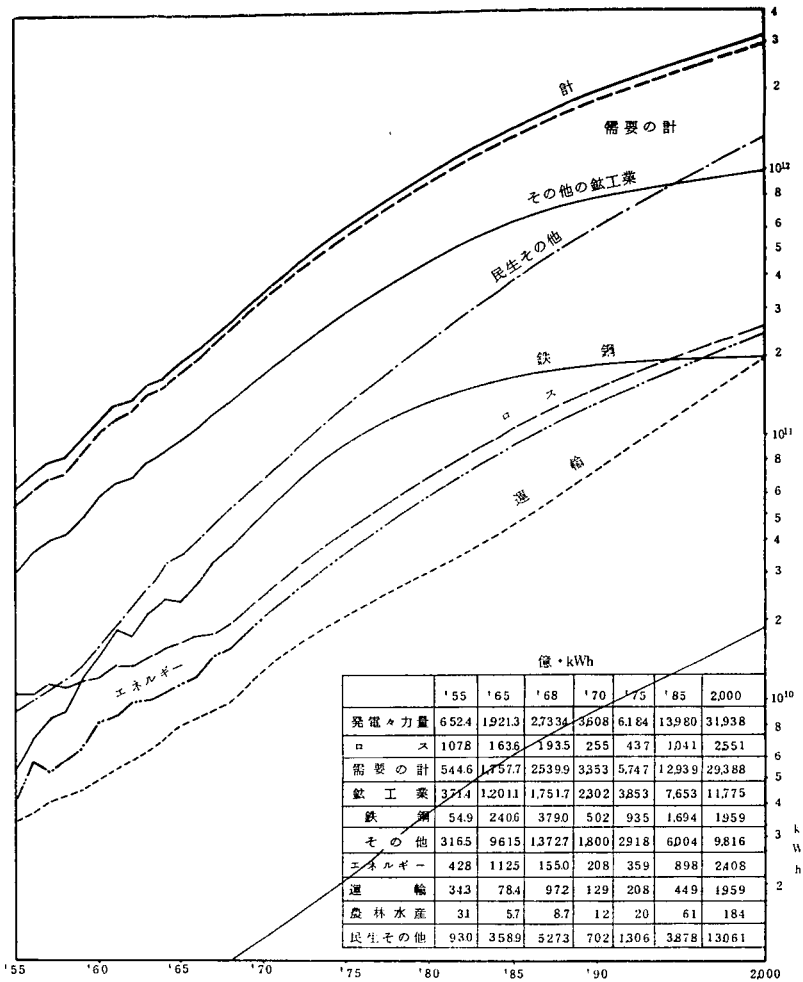 4
3
2
10¹²
8
6
5
4
3
2
10¹¹
8
6
5
4
3
2
10¹⁰
8
6
5
4
3
2
k
W
h
計
需要の計
その他の鉱工業
民生その他
鉄 鋼
ロ ス
運 輸
エネルギー
億・kWh
'55 '65 '68 '70 '75 '85 2,000
発電々力量 652.4 1,921.3 2,733.4 3,608 6,184 13,980 31,938
ロ ス 107.8 163.6 193.5 255 437 1,041 2,551
需要の計 544.6 1,757.7 2539.9 3,353 5,747 12,939 29,388
鉱工業 371.4 1,201.1 1,751.7 2302 3,853 7,653 11,775
鉄 鋼 54.9 240.6 379.0 502 935 1,694 1,959
その他 316.5 961.5 1,372.7 1,800 2918 6,004 9,816
エネルギー 42.8 112.5 155.0 208 359 898 2,408
運 輸 34.3 78.4 97.2 129 208 449 1,959
農林水産 3.1 5.7 8.7 12 20 61 184
民生その他 93.0 358.9 527.3 702 1,306 3,878 13,061
'55 '60 '65 '70 '75 '80 '85 '90 2,000